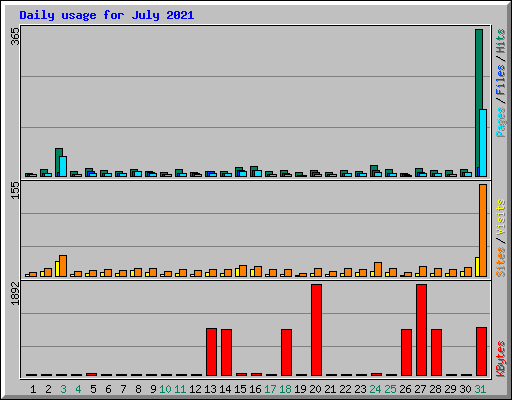 Daily usage for July 2021
365
Pages/Files/Hits
155
Sites/Visits
1892
KBytes
1 2 3 4 5 6 7 8 9 10 11 12 13 14 15 16 17 18 19 20 21 22 23 24 25 26 27 28 29 30 31